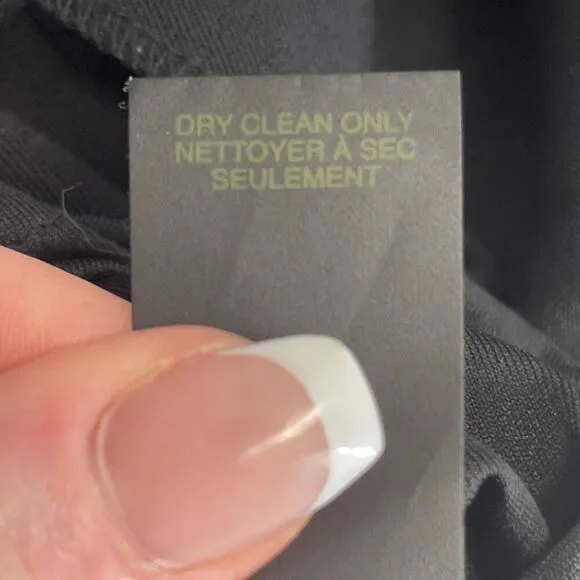 DRY CLEAN ONLY
NETTOYER À SEC
SEULEMENT